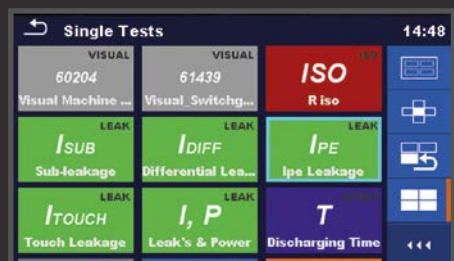 Single Tests 14:48
VISUAL VISUAL ISO
60204 61439 ISO
Visual Machine ... Visual_Switchg... R iso
LEAK LEAK LEAK
ISUB IDIFF IPE
Sub-leakage Differential Lea... Ipe Leakage
LEAK LEAK
ITOUCH I, P T
Touch Leakage Leak's & Power Discharging Time